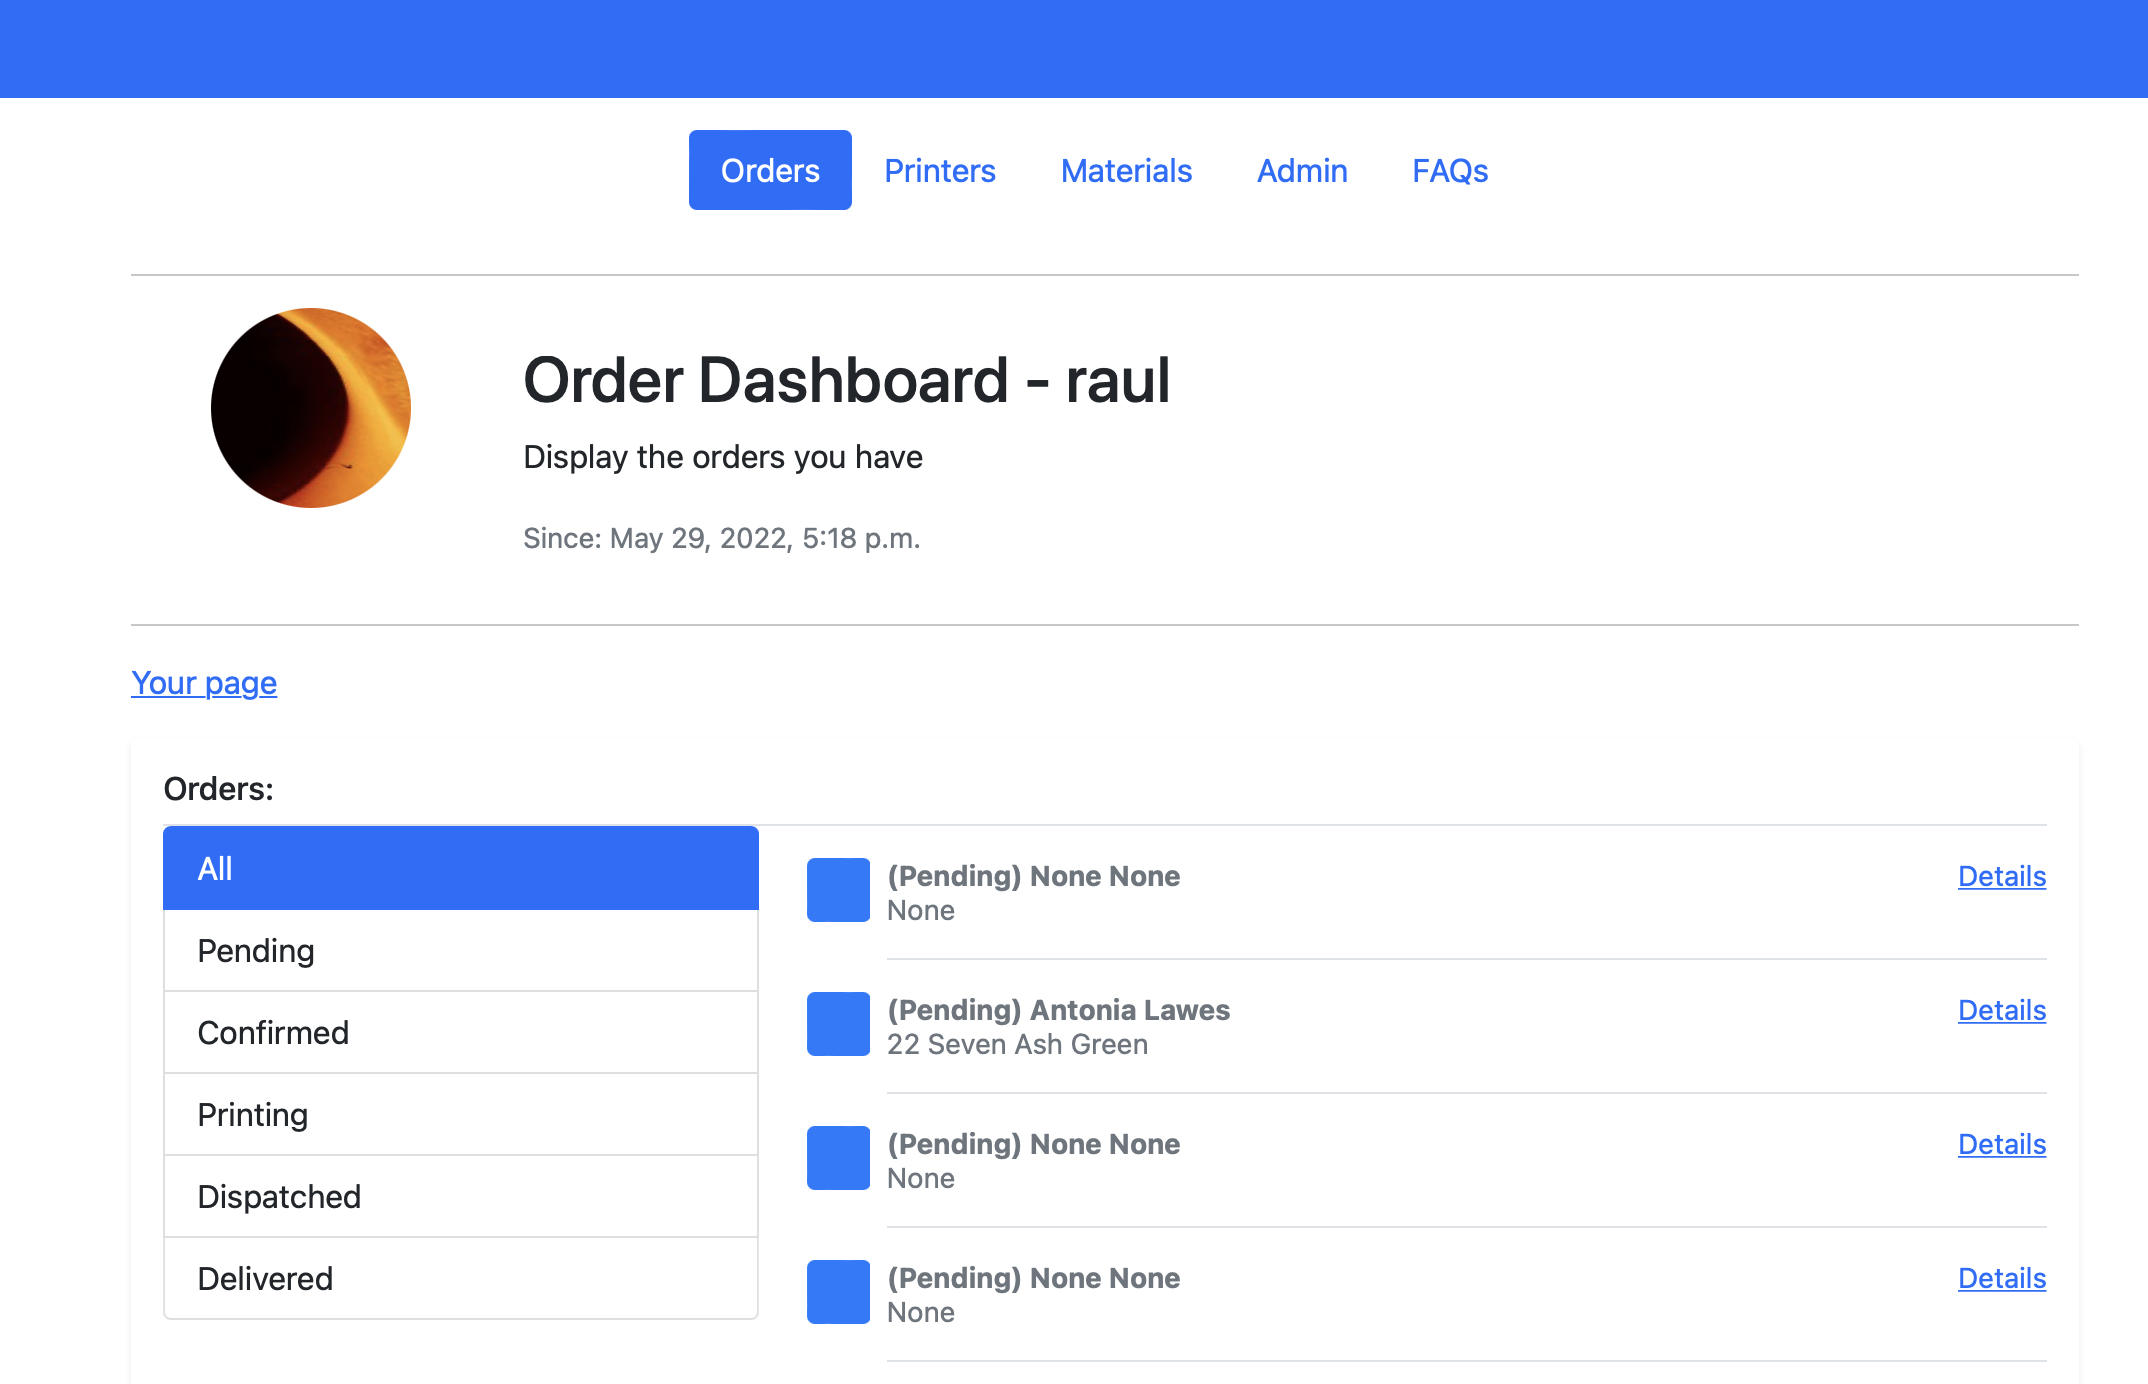 Orders Printers Materials Admin FAQs
Order Dashboard - raul
Display the orders you have
Since: May 29, 2022, 5:18 p.m.
Your page
Orders:
All
Pending
Confirmed
Printing
Dispatched
Delivered
(Pending) None None Details
None
(Pending) Antonia Lawes Details
22 Seven Ash Green
(Pending) None None Details
None
(Pending) None None Details
None